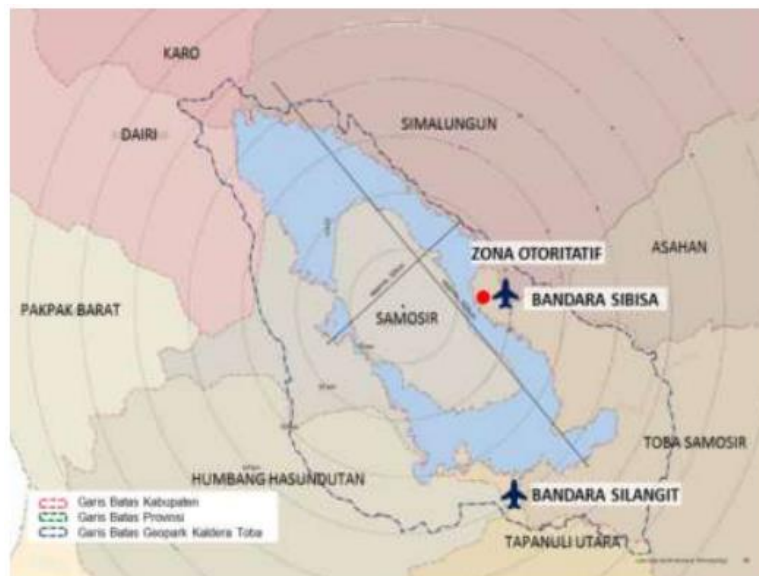 KARO
DAIRI
SIMALUNGUN
ZONA OTORITATIF
ASAHAN
PAKPAK BARAT
BANDARA SIBISA
SAMOSIR
TOBA SAMOSIR
HUMBANG HASUNDUTAN
BANDARA SILANGIT
Garis Batas Kabupaten
Garis Batas Provinsi
Garis Batas Geopark Kaldera Toba
TAPANULI UTARA